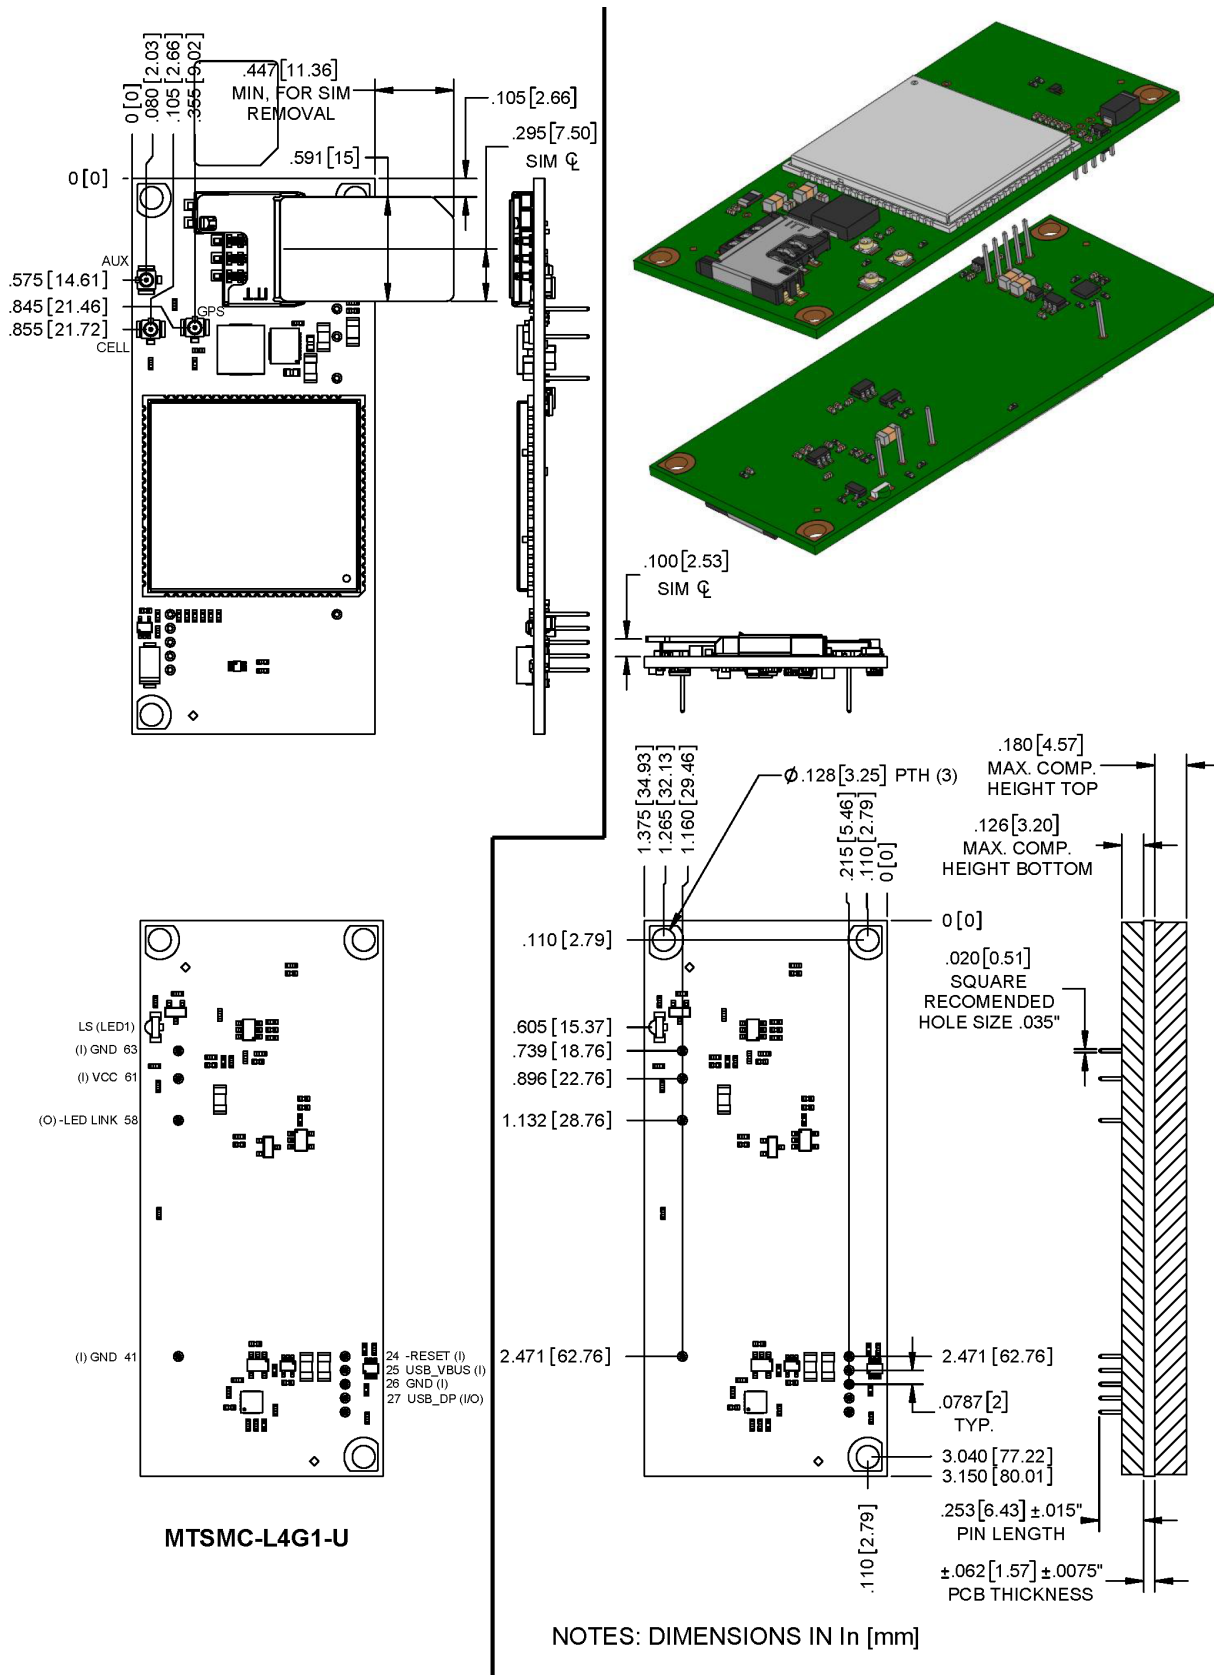 0 [0]
.080 [2.03]
.105 [2.66]
.355 [9.02]
.447 [11.36]
MIN, FOR SIM
REMOVAL
.105 [2.66]
.295 [7.50]
SIM ℄
.591 [15]
0 [0]
AUX
.575 [14.61]
.845 [21.46]
GPS
.855 [21.72]
CELL
.100 [2.53]
SIM ℄
1.375 [34.93]
1.265 [32.13]
1.160 [29.46]
Ø .128 [3.25] PTH (3)
.215 [5.46]
.110 [2.79]
0 [0]
.180 [4.57]
MAX. COMP.
HEIGHT TOP
.126 [3.20]
MAX. COMP.
HEIGHT BOTTOM
0 [0]
.110 [2.79]
.020 [0.51]
SQUARE
RECOMENDED
HOLE SIZE .035"
LS (LED1)
(I) GND 63
(I) VCC 61
(O) -LED LINK 58
(I) GND 41
24 -RESET (I)
25 USB_VBUS (I)
26 GND (I)
27 USB_DP (I/O)
.605 [15.37]
.739 [18.76]
.896 [22.76]
1.132 [28.76]
2.471 [62.76]
2.471 [62.76]
.0787 [2]
TYP.
3.040 [77.22]
3.150 [80.01]
.110 [2.79]
.253 [6.43] ±.015"
PIN LENGTH
±.062 [1.57] ±.0075"
PCB THICKNESS
MTSMC-L4G1-U
NOTES: DIMENSIONS IN In [mm]